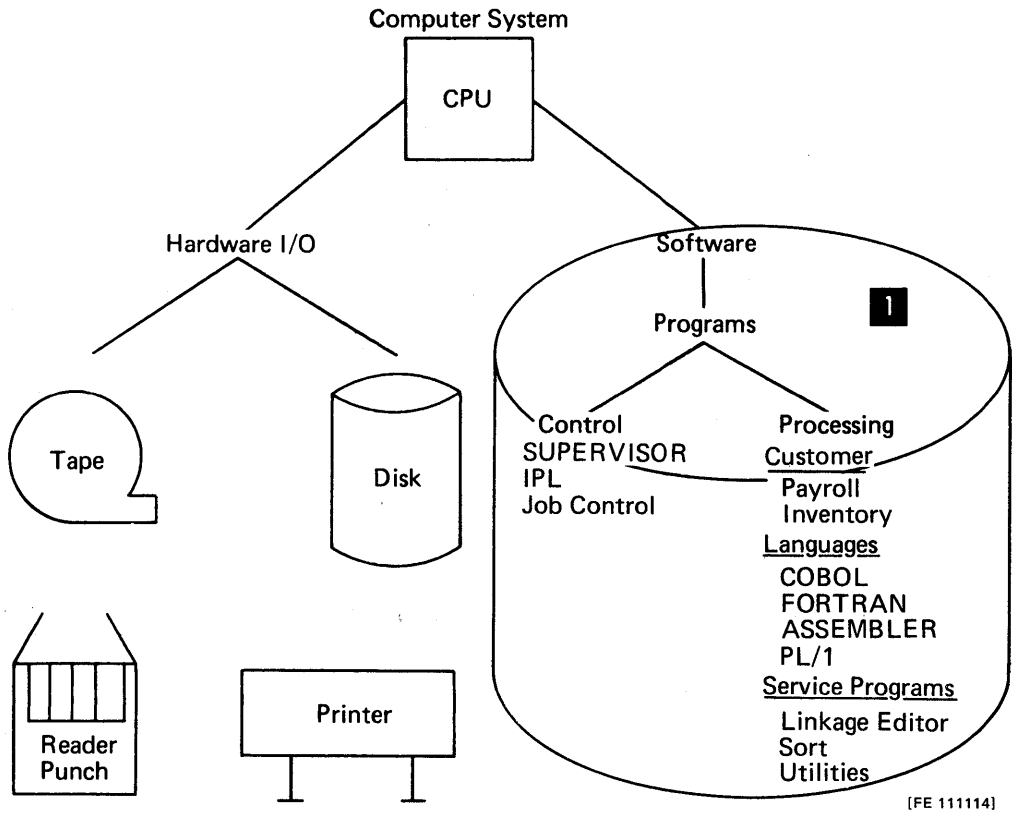 Computer System
CPU
Hardware I/O
Software
1
Programs
Control
SUPERVISOR
IPL
Job Control
Processing
Customer
Payroll
Inventory
Languages
COBOL
FORTRAN
ASSEMBLER
PL/1
Service Programs
Linkage Editor
Sort
Utilities
Tape
Disk
Reader
Punch
Printer
[FE 111114]